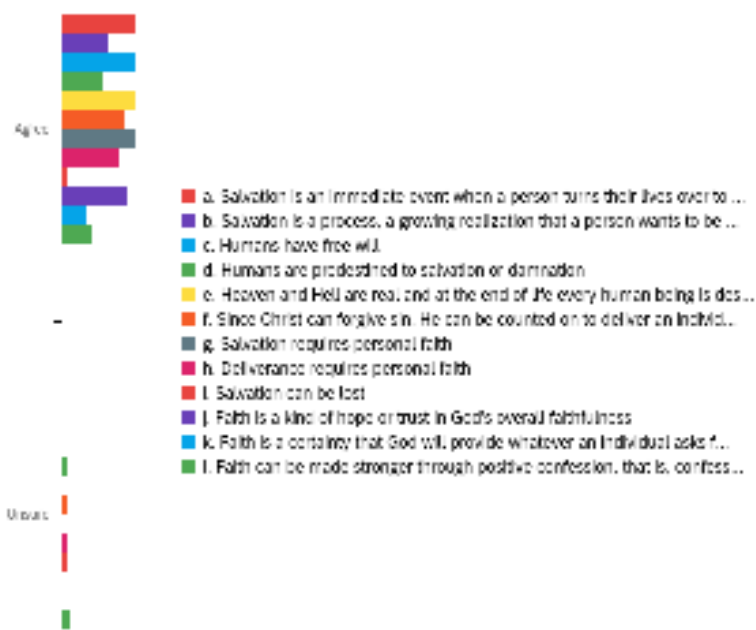 Agree
a. Salvation is an immediate event when a person turns their lives over to ...
b. Salvation is a process, a growing realization that a person wants to be ...
c. Humans have free will
d. Humans are predestined to salvation or damnation
e. Heaven and Hell are real and at the end of life every human being is des...
f. Since Christ can forgive sin, He can be counted on to deliver an individ...
g. Salvation requires personal faith
h. Deliverance requires personal faith
i. Salvation can be lost
j. Faith is a kind of hope or trust in God's overall faithfulness
k. Faith is a certainty that God will provide whatever an individual asks f...
l. Faith can be made stronger through positive confession, that is, confess...
Unsure